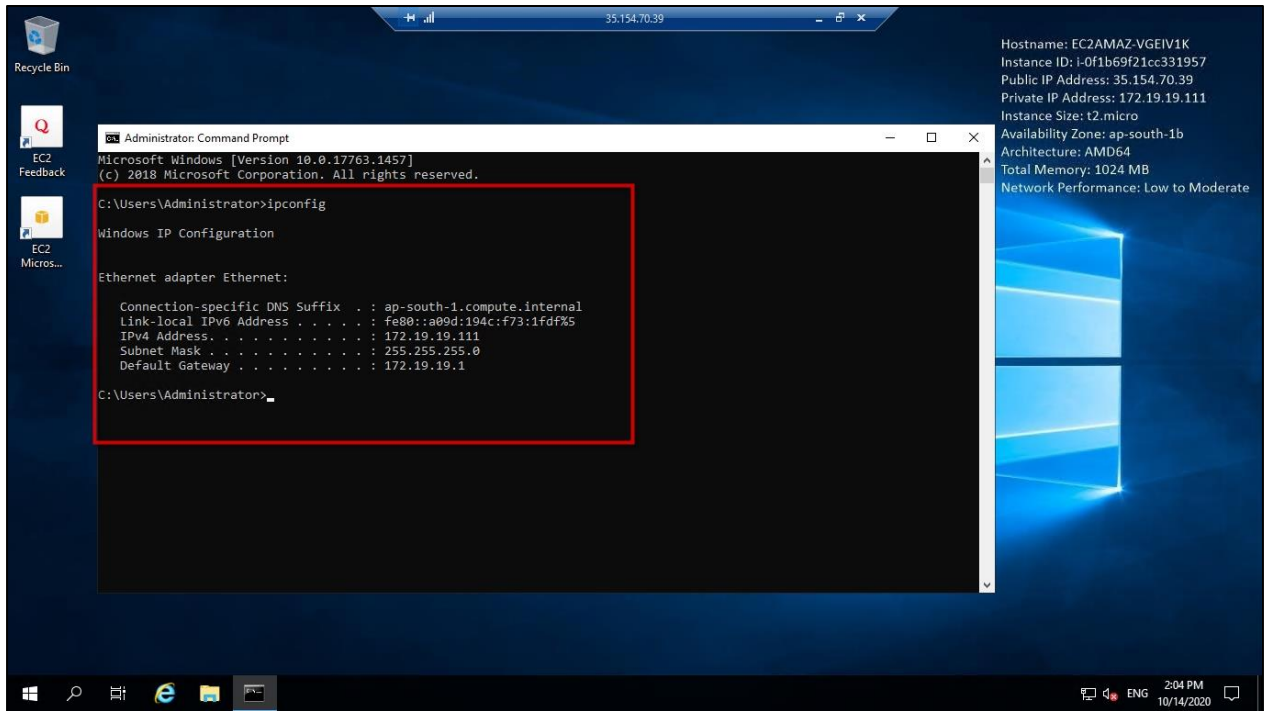 35.154.70.39
Recycle Bin
EC2
Feedback
EC2
Micros...
Hostname: EC2AMAZ-VGEIV1K
Instance ID: i-0f1b69f21cc331957
Public IP Address: 35.154.70.39
Private IP Address: 172.19.19.111
Instance Size: t2.micro
Availability Zone: ap-south-1b
Architecture: AMD64
Total Memory: 1024 MB
Network Performance: Low to Moderate
Administrator: Command Prompt
Microsoft Windows [Version 10.0.17763.1457]
(c) 2018 Microsoft Corporation. All rights reserved.
C:\Users\Administrator>ipconfig
Windows IP Configuration
Ethernet adapter Ethernet:
Connection-specific DNS Suffix . : ap-south-1.compute.internal
Link-local IPv6 Address . . . . . : fe80::a09d:194c:f73:1fdf%5
IPv4 Address. . . . . . . . . . . : 172.19.19.111
Subnet Mask . . . . . . . . . . . : 255.255.255.0
Default Gateway . . . . . . . . . : 172.19.19.1
C:\Users\Administrator>
ENG
2:04 PM
10/14/2020